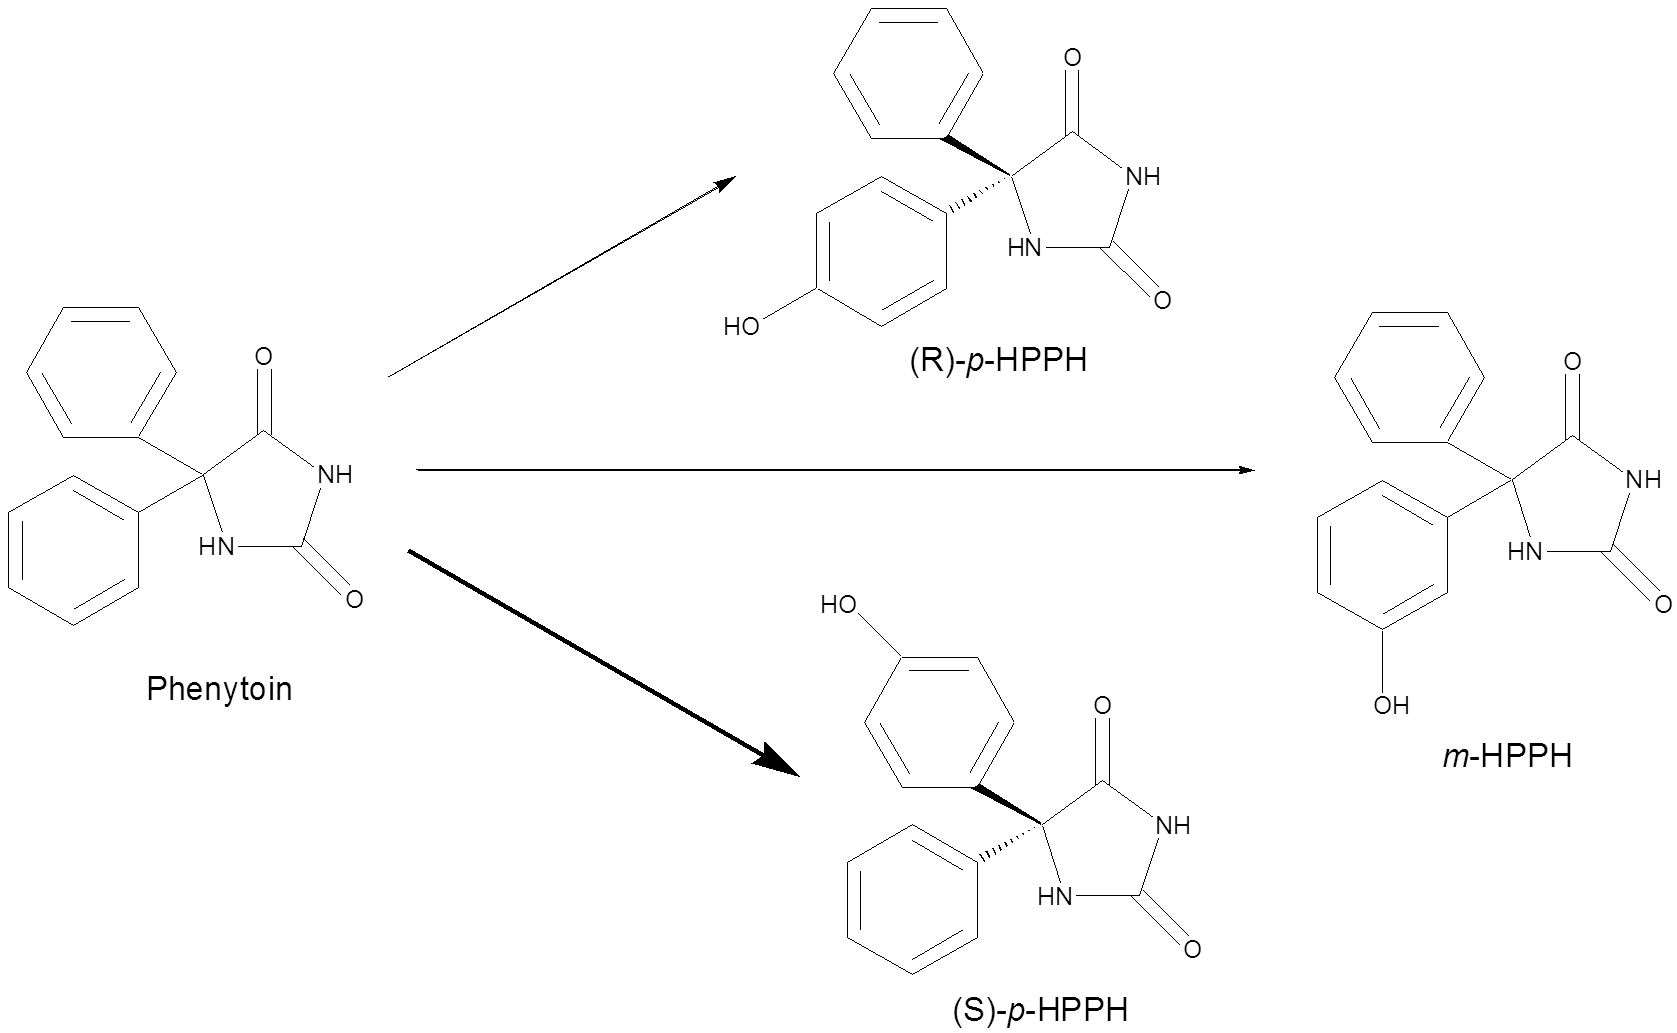 O
NH
HN
O
HO
(R)-p-HPPH
O
NH
HN
O
Phenytoin
O
NH
HN
O
OH
m-HPPH
HO
O
NH
HN
O
(S)-p-HPPH